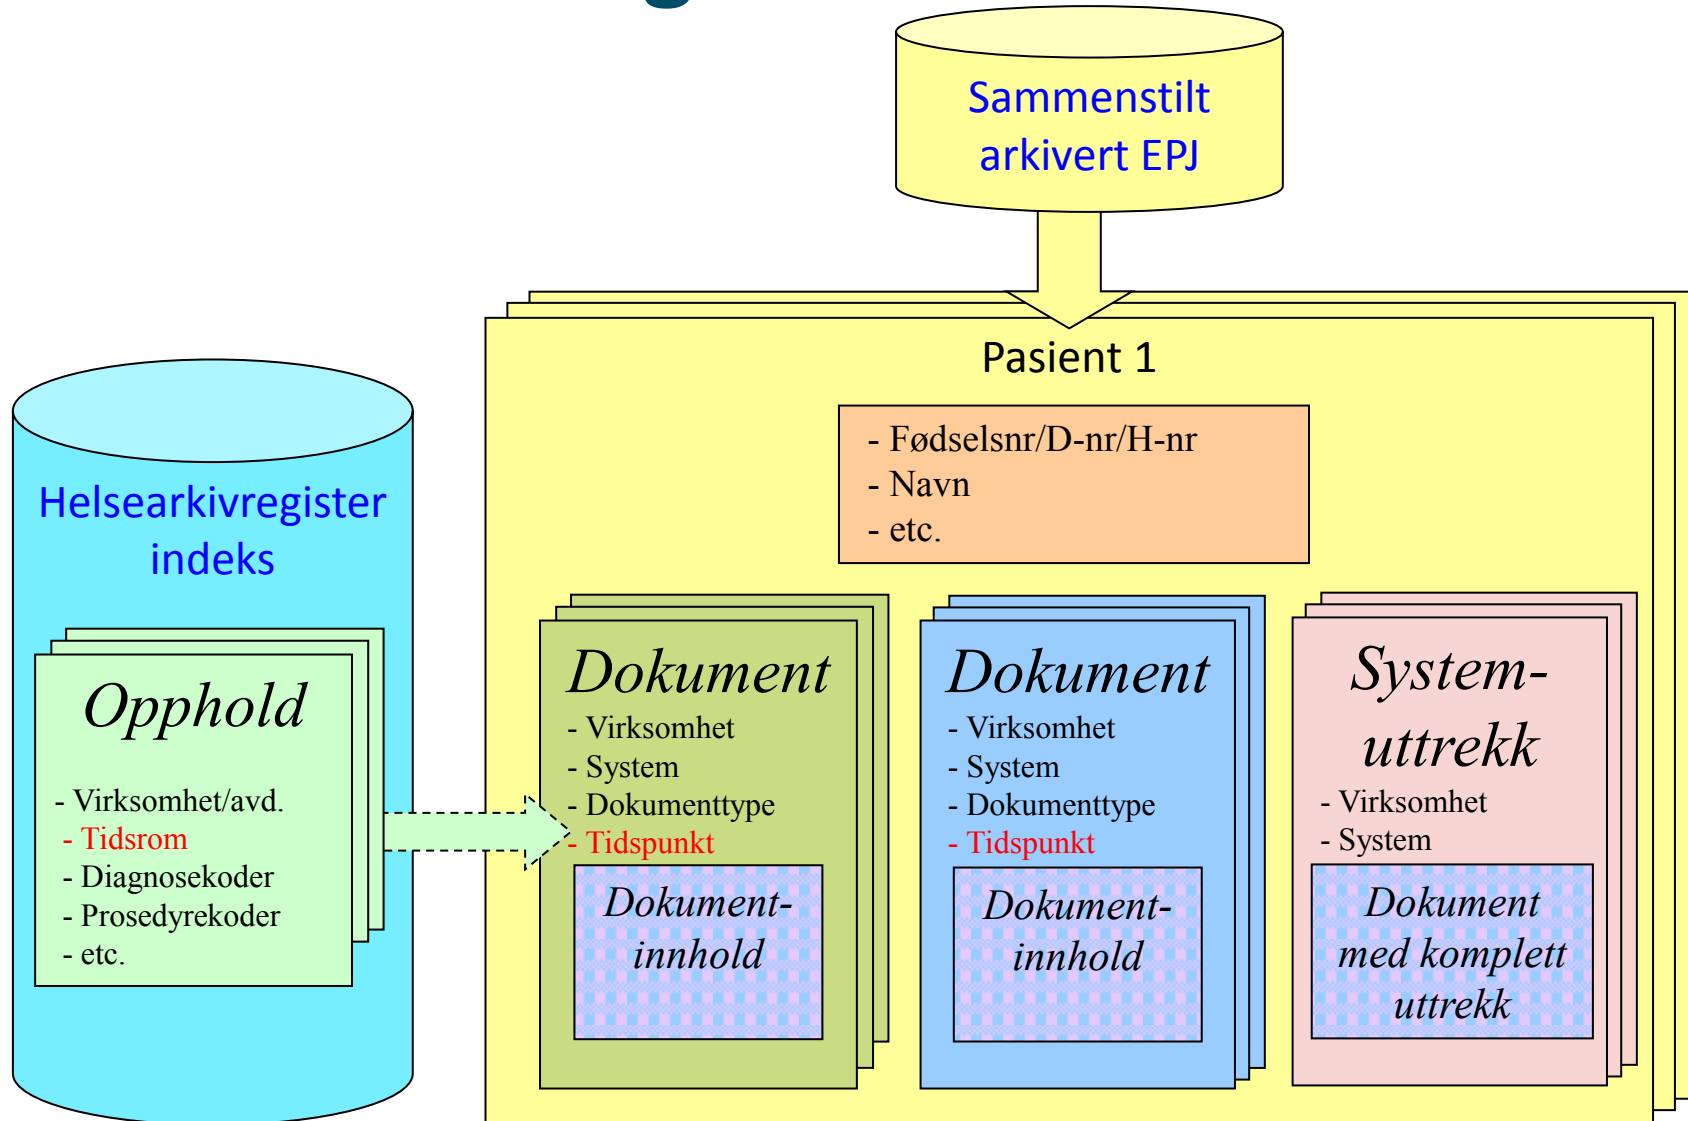 Sammenstilt
arkivert EPJ
Pasient 1
- Fødselsnr/D-nr/H-nr
- Navn
- etc.
Helsearkivregister
indeks
Opphold
- Virksomhet/avd.
- Tidsrom
- Diagnosekoder
- Prosedyrekoder
- etc.
Dokument
- Virksomhet
- System
- Dokumenttype
- Tidspunkt
Dokument-
innhold
Dokument
- Virksomhet
- System
- Dokumenttype
- Tidspunkt
Dokument-
innhold
System-
uttrekk
- Virksomhet
- System
Dokument
med komplett
uttrekk